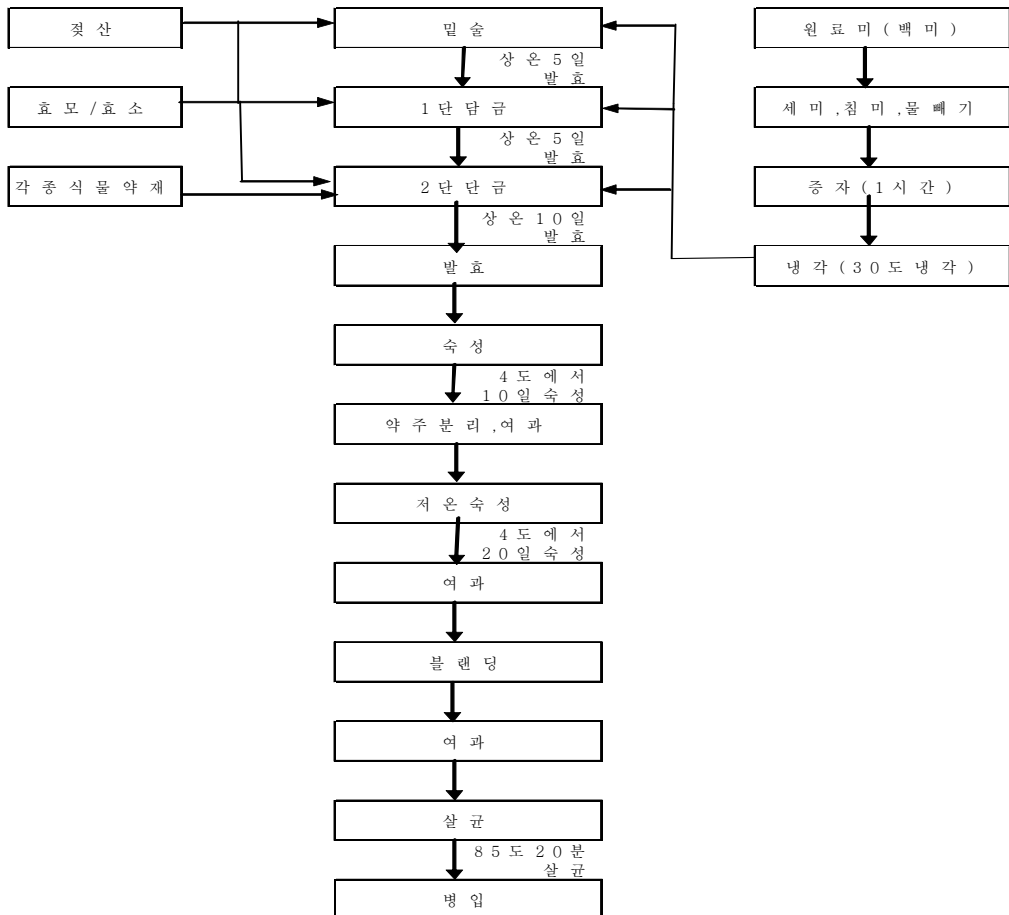 젖산
밑술
원료미(백미)
상온5일
발효
효모/효소
1단담금
세미,침미,물빼기
상온5일
발효
각종식물약재
2단단금
증자(1시간)
상온10일
발효
발효
냉각(30도냉각)
숙성
4도에서
10일숙성
약주분리,여과
저온숙성
4도에서
20일숙성
여과
블랜딩
여과
살균
85도20분
살균
병입